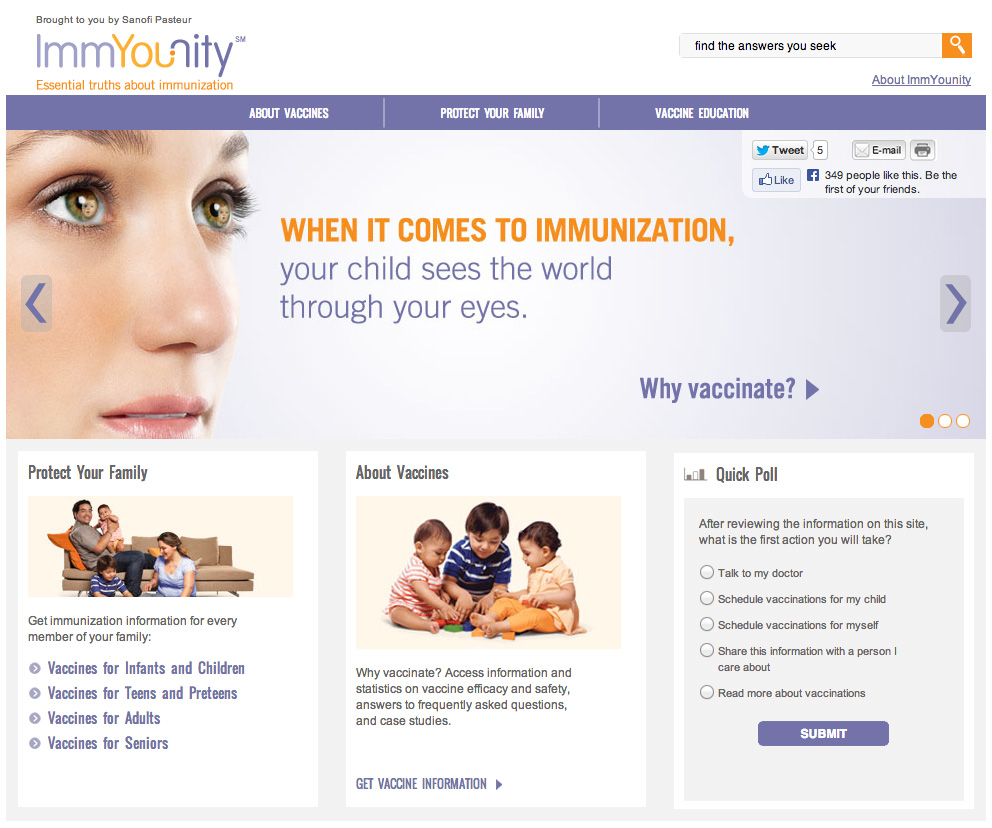 Brought to you by Sanofi Pasteur
ImmYounity SM
Essential truths about immunization
find the answers you seek
About ImmYounity
ABOUT VACCINES
PROTECT YOUR FAMILY
VACCINE EDUCATION
Tweet 5
E-mail
Like
349 people like this. Be the
first of your friends.
WHEN IT COMES TO IMMUNIZATION,
your child sees the world
through your eyes.
Why vaccinate?
Protect Your Family
Get immunization information for every
member of your family:
Vaccines for Infants and Children
Vaccines for Teens and Preteens
Vaccines for Adults
Vaccines for Seniors
About Vaccines
Why vaccinate? Access information and
statistics on vaccine efficacy and safety,
answers to frequently asked questions,
and case studies.
GET VACCINE INFORMATION
Quick Poll
After reviewing the information on this site,
what is the first action you will take?
Talk to my doctor
Schedule vaccinations for my child
Schedule vaccinations for myself
Share this information with a person I
care about
Read more about vaccinations
SUBMIT